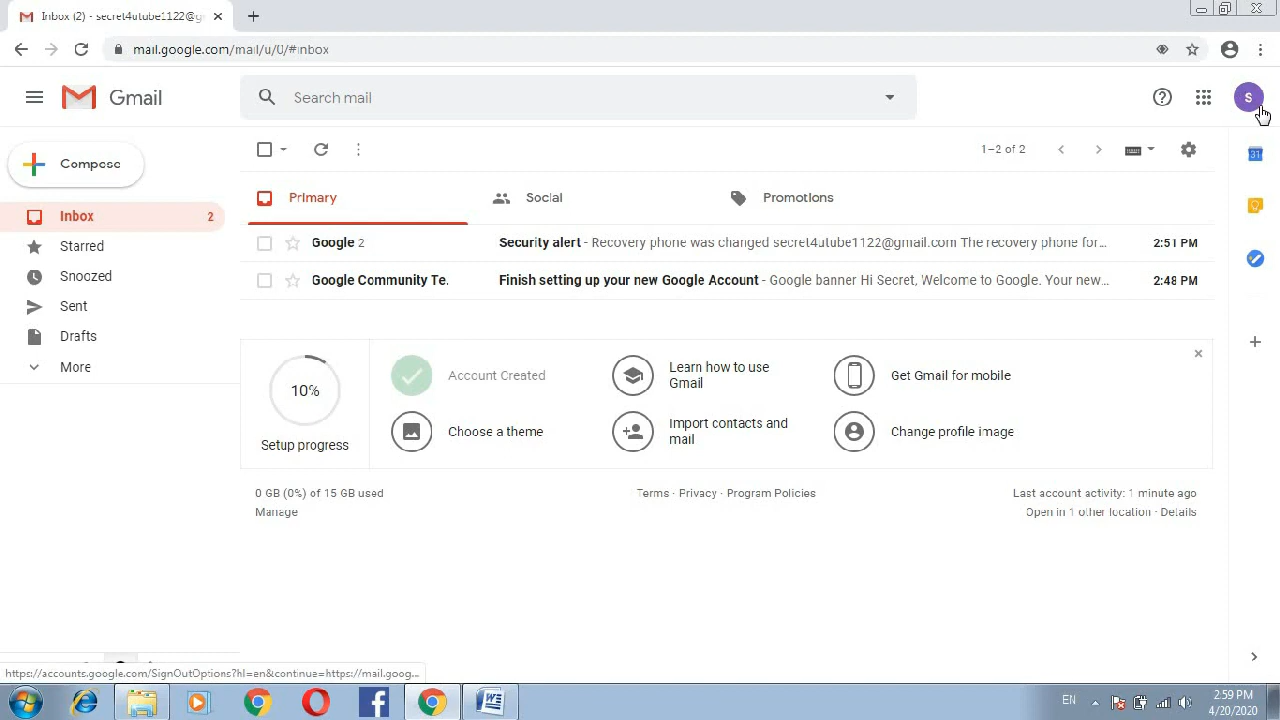 Inbox (2) - secret4utube1122@g
mail.google.com/mail/u/0/#inbox
Gmail
Search mail
S
Compose
1–2 of 2
31
Primary
Social
Promotions
Inbox 2
Starred
Snoozed
Sent
Drafts
More
Google 2 Security alert - Recovery phone was changed secret4utube1122@gmail.com The recovery phone for... 2:51 PM
Google Community Te. Finish setting up your new Google Account - Google banner Hi Secret, Welcome to Google. Your new... 2:48 PM
10%
Setup progress
Account Created
Learn how to use
Gmail
Get Gmail for mobile
Choose a theme
Import contacts and
mail
Change profile image
0 GB (0%) of 15 GB used
Manage
Terms · Privacy · Program Policies
Last account activity: 1 minute ago
Open in 1 other location · Details
https://accounts.google.com/SignOutOptions?hl=en&continue=https://mail.goog...
EN
2:59 PM
4/20/2020